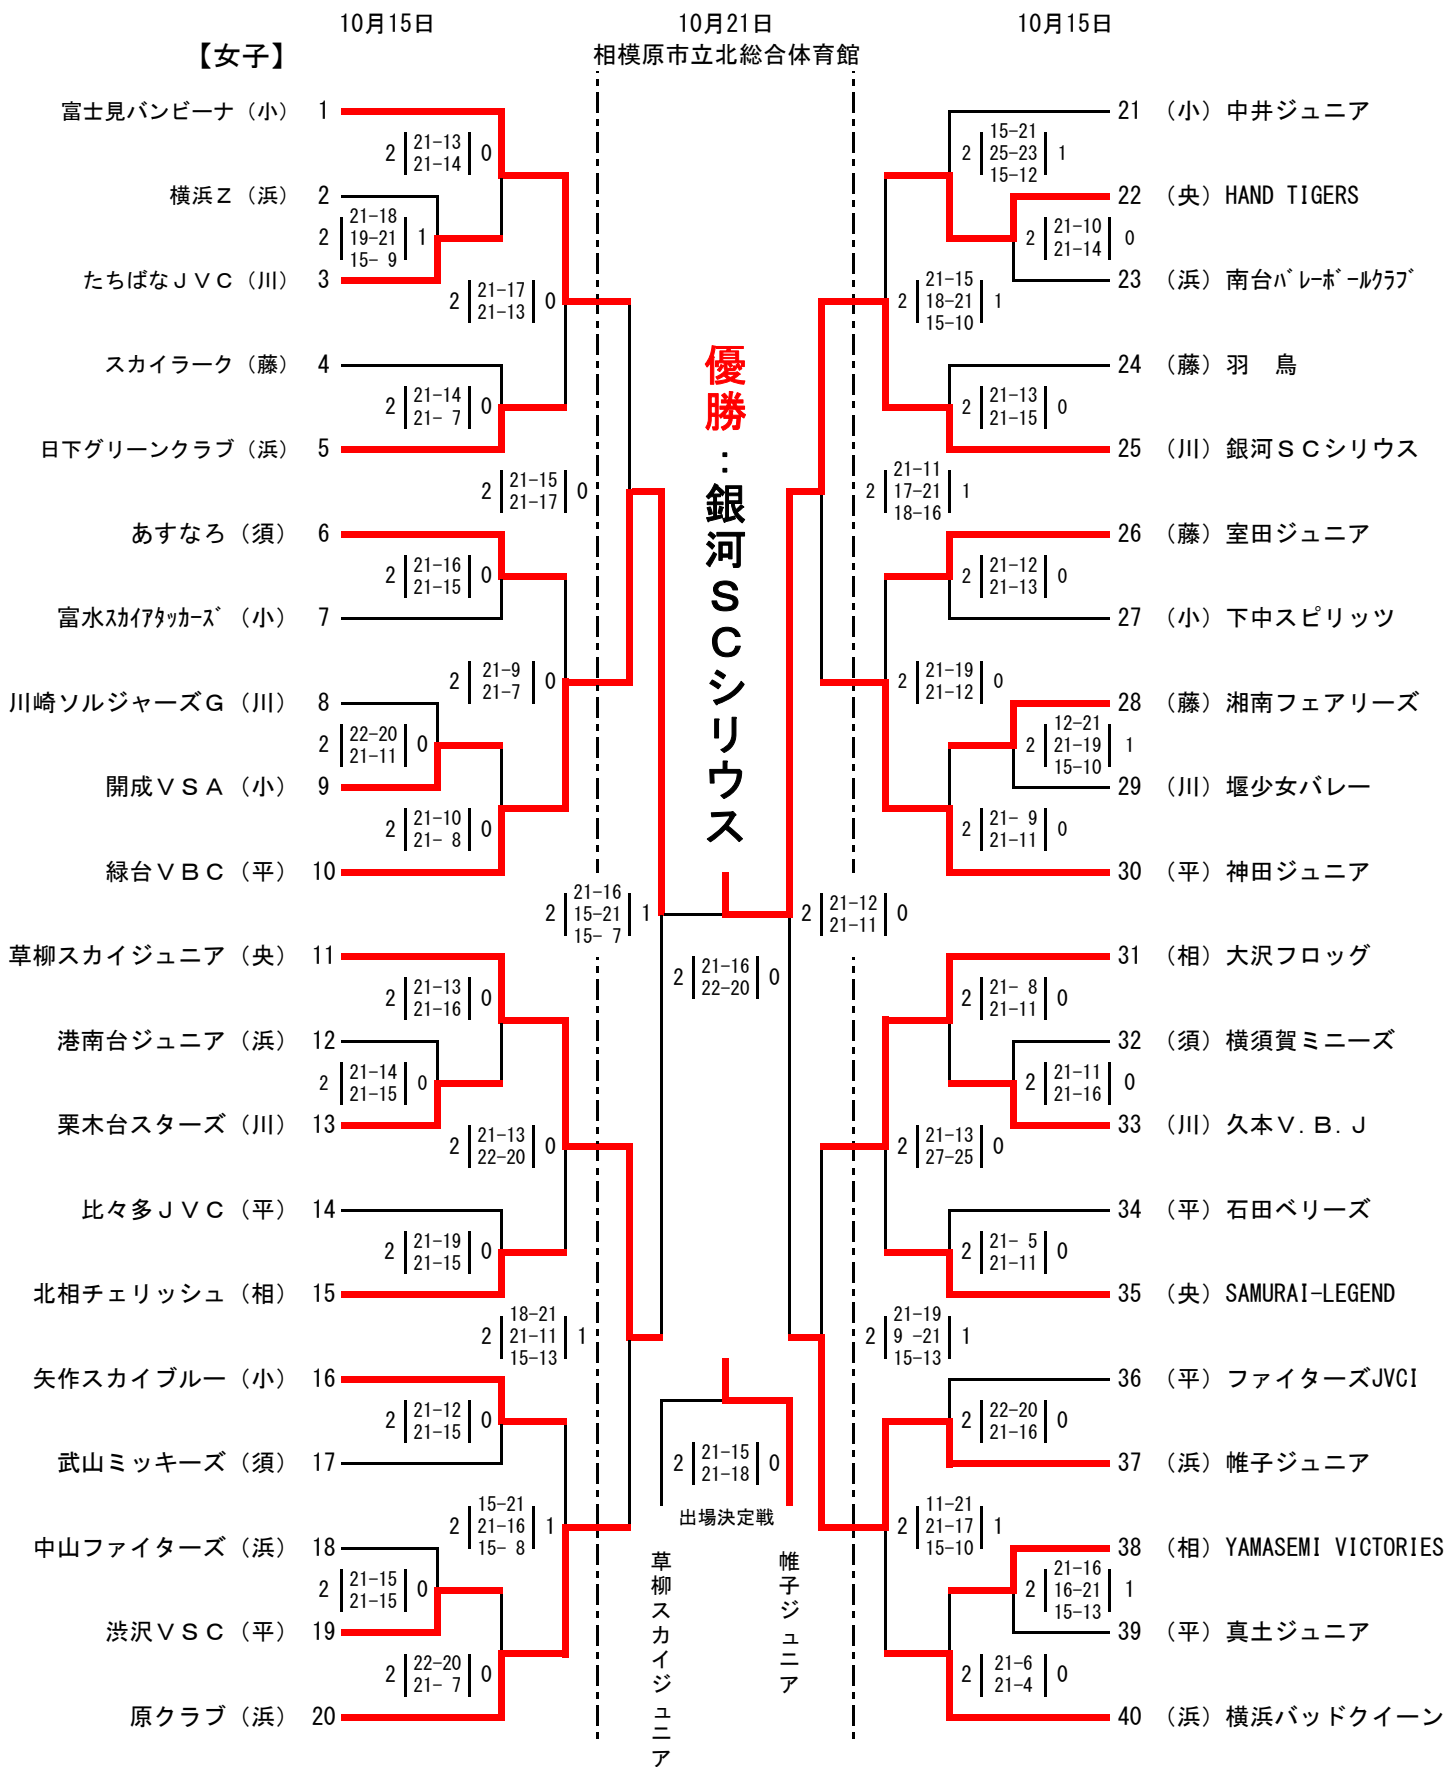 10月15日 10月21日 10月15日
【女子】 相模原市立北総合体育館
富士見バンビーナ（小） 1
2 21-13 0
21-14
横浜Ｚ（浜） 2
21-18
2 19-21 1
15- 9
たちばなＪＶＣ（川） 3
2 21-17 0
21-13
スカイラーク（藤） 4
2 21-14 0
21- 7
日下グリーンクラブ（浜） 5
2 21-15 0
21-17
あすなろ（須） 6
2 21-16 0
21-15
富水ｽｶｲｱﾀｯｶｰｽﾞ（小） 7
2 21-9 0
21-7
川崎ソルジャーズＧ（川） 8
2 22-20 0
21-11
開成ＶＳＡ（小） 9
2 21-10 0
21- 8
緑台ＶＢＣ（平） 10
21-16
2 15-21 1
15- 7
草柳スカイジュニア（央） 11
2 21-13 0
21-16
港南台ジュニア（浜） 12
2 21-14 0
21-15
栗木台スターズ（川） 13
2 21-13 0
22-20
比々多ＪＶＣ（平） 14
2 21-19 0
21-15
北相チェリッシュ（相） 15
18-21
2 21-11 1
15-13
矢作スカイブルー（小） 16
2 21-12 0
21-15
武山ミッキーズ（須） 17
15-21
2 21-16 1
15- 8
中山ファイターズ（浜） 18
2 21-15 0
21-15
渋沢ＶＳＣ（平） 19
2 22-20 0
21- 7
原クラブ（浜） 20
優勝：銀河ＳＣシリウス
2 21-16 0
22-20
2 21-15 0
21-18
出場決定戦
草柳スカイジュニア
帷子ジュニア
21 （小）中井ジュニア
15-21
2 25-23 1
15-12
22 （央）HAND TIGERS
2 21-10 0
21-14
23 （浜）南台ﾊﾞﾚｰﾎﾞｰﾙｸﾗﾌﾞ
21-15
2 18-21 1
15-10
24 （藤）羽　鳥
2 21-13 0
21-15
25 （川）銀河ＳＣシリウス
21-11
2 17-21 1
18-16
26 （藤）室田ジュニア
2 21-12 0
21-13
27 （小）下中スピリッツ
2 21-19 0
21-12
28 （藤）湘南フェアリーズ
12-21
2 21-19 1
15-10
29 （川）堰少女バレー
2 21- 9 0
21-11
30 （平）神田ジュニア
2 21-12 0
21-11
31 （相）大沢フロッグ
2 21- 8 0
21-11
32 （須）横須賀ミニーズ
2 21-11 0
21-16
33 （川）久本Ｖ．Ｂ．Ｊ
2 21-13 0
27-25
34 （平）石田ベリーズ
2 21- 5 0
21-11
35 （央）SAMURAI-LEGEND
21-19
2 9 -21 1
15-13
36 （平）ファイターズJVCI
2 22-20 0
21-16
37 （浜）帷子ジュニア
11-21
2 21-17 1
15-10
38 （相）YAMASEMI VICTORIES
21-16
2 16-21 1
15-13
39 （平）真土ジュニア
2 21-6 0
21-4
40 （浜）横浜バッドクイーン